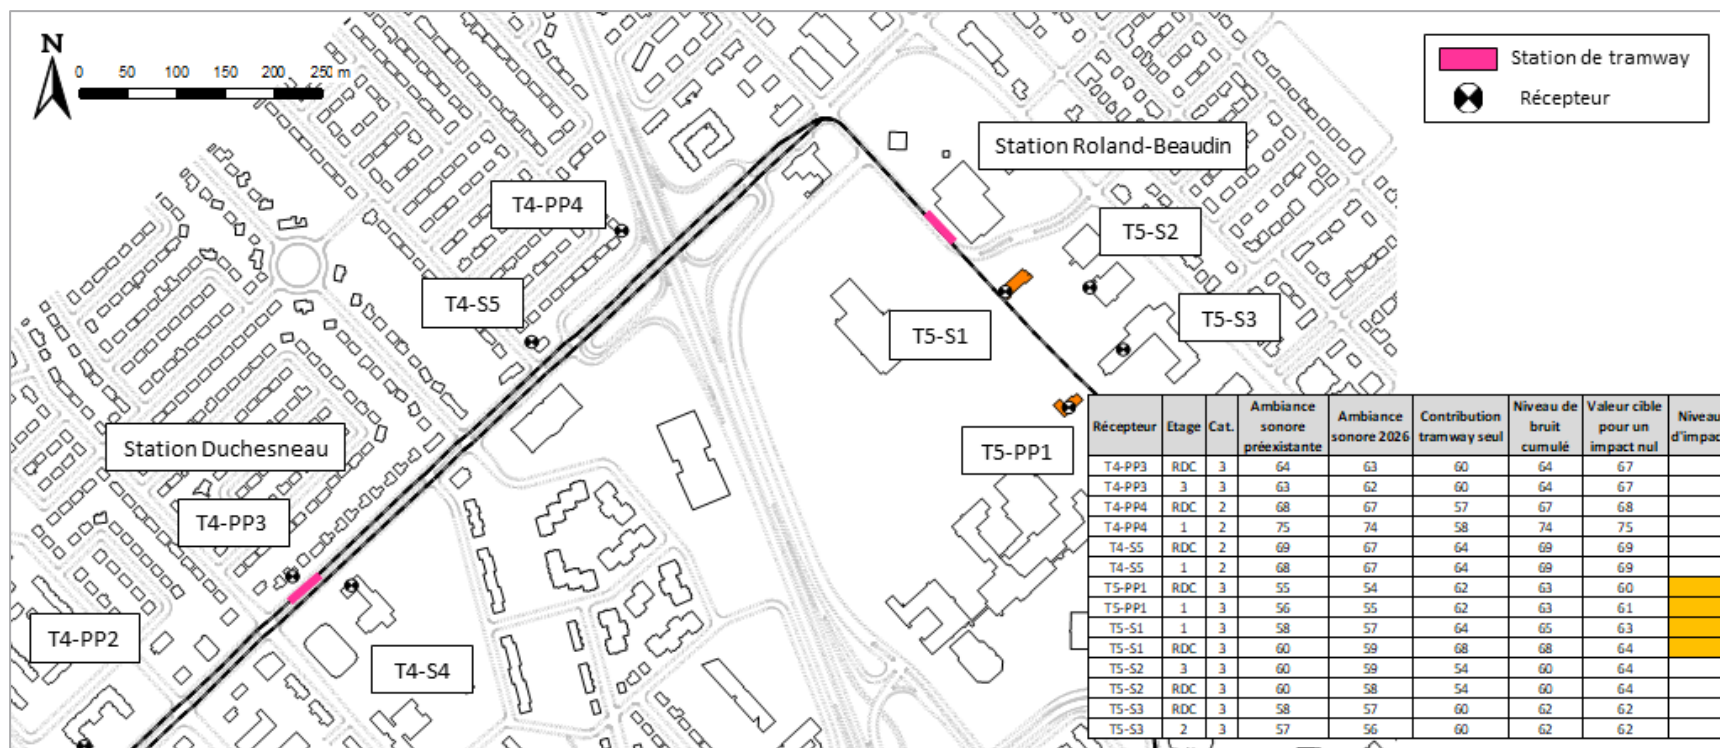 N
0 50 100 150 200 250 m
Station de tramway
Récepteur
Station Roland-Beaudin
T4-PP4
T5-S2
T4-S5
T5-S3
T5-S1
Station Duchesneau
T5-PP1
T4-PP3
T4-PP2
T4-S4
Récepteur Etage Cat. Ambiance sonore préexistante Ambiance sonore 2026 Contribution tramway seul Niveau de bruit cumulé Valeur cible pour un impact nul Niveau d'impac
T4-PP3 RDC 3 64 63 60 64 67
T4-PP3 3 3 63 62 60 64 67
T4-PP4 RDC 2 68 67 57 67 68
T4-PP4 1 2 75 74 58 74 75
T4-S5 RDC 2 69 67 64 69 69
T4-S5 1 2 68 67 64 69 69
T5-PP1 RDC 3 55 54 62 63 60
T5-PP1 1 3 56 55 62 63 61
T5-S1 1 3 58 57 64 65 63
T5-S1 RDC 3 60 59 68 68 64
T5-S2 3 3 60 59 54 60 64
T5-S2 RDC 3 60 58 54 60 64
T5-S3 RDC 3 58 57 60 62 62
T5-S3 2 3 57 56 60 62 62